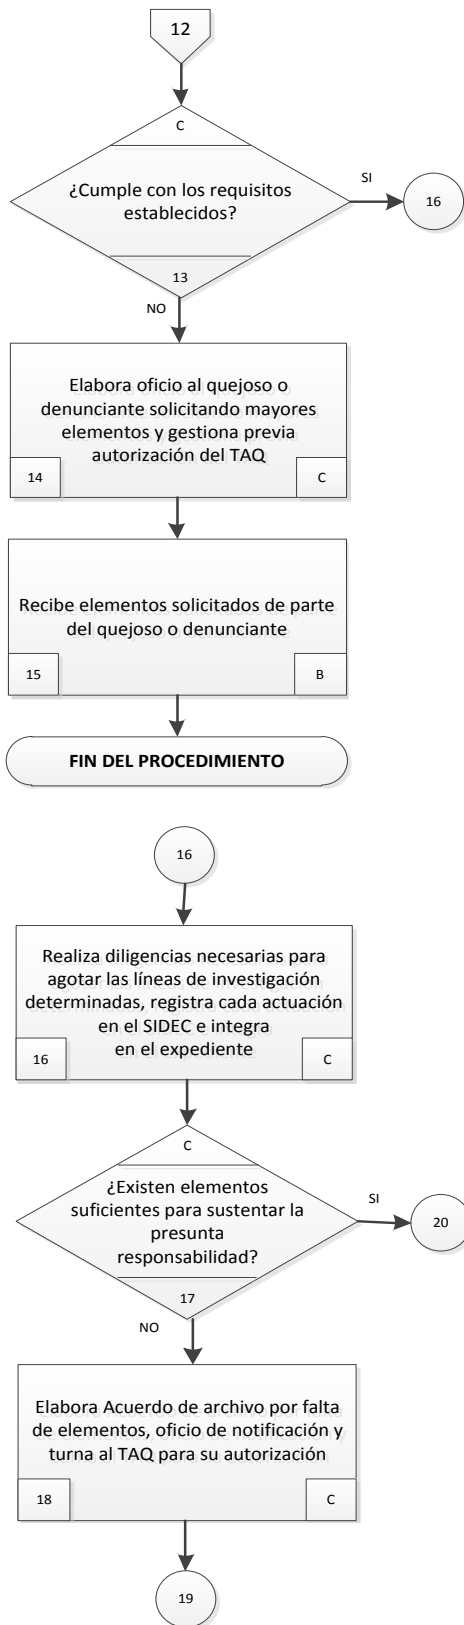 12
C
¿Cumple con los requisitos
establecidos?
13
SI
16
NO
Elabora oficio al quejoso o
denunciante solicitando mayores
elementos y gestiona previa
autorización del TAQ
14
C
Recibe elementos solicitados de parte
del quejoso o denunciante
15
B
FIN DEL PROCEDIMIENTO
16
Realiza diligencias necesarias para
agotar las líneas de investigación
determinadas, registra cada actuación
en el SIDEC e integra
en el expediente
16
C
C
¿Existen elementos
suficientes para sustentar la
presunta
responsabilidad?
17
SI
20
NO
Elabora Acuerdo de archivo por falta
de elementos, oficio de notificación y
turna al TAQ para su autorización
18
C
19